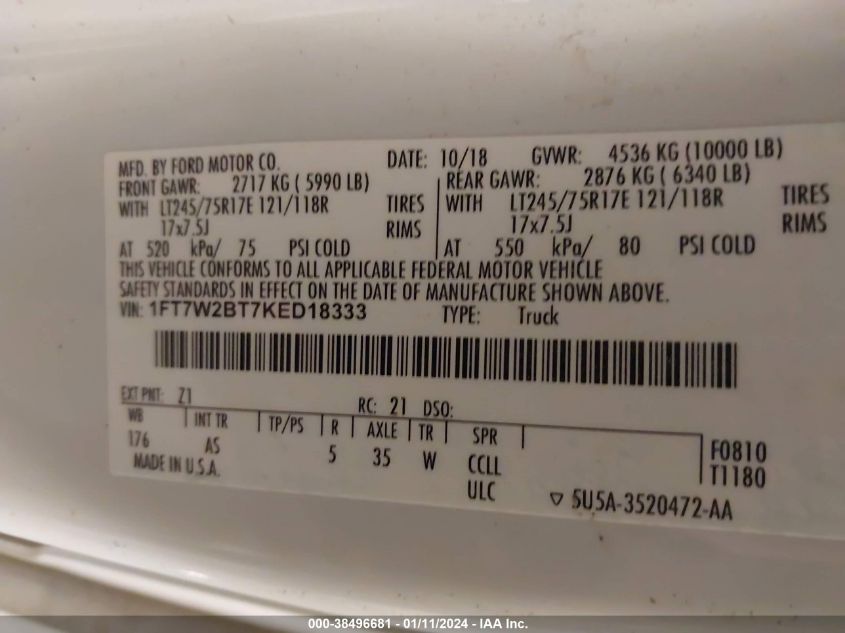 MFD. BY FORD MOTOR CO. DATE: 10/18 GVWR: 4536 KG (10000 LB)
FRONT GAWR: 2717 KG ( 5990 LB) REAR GAWR: 2876 KG ( 6340 LB)
WITH LT245/75R17E 121/118R TIRES WITH LT245/75R17E 121/118R TIRES
17x7.5J RIMS 17x7.5J RIMS
AT 520 kPa/ 75 PSI COLD AT 550 kPa/ 80 PSI COLD
THIS VEHICLE CONFORMS TO ALL APPLICABLE FEDERAL MOTOR VEHICLE
SAFETY STANDARDS IN EFFECT ON THE DATE OF MANUFACTURE SHOWN ABOVE.
VIN: 1FT7W2BT7KED18333 TYPE: Truck
EXT PNT: Z1 RC: 21 DSO:
WB INT TR TP/PS R AXLE TR SPR F0810
176 AS 5 35 W CCLL T1180
MADE IN U.S.A. ULC
5U5A-3520472-AA
000-38496681 - 01/11/2024 - IAA Inc.